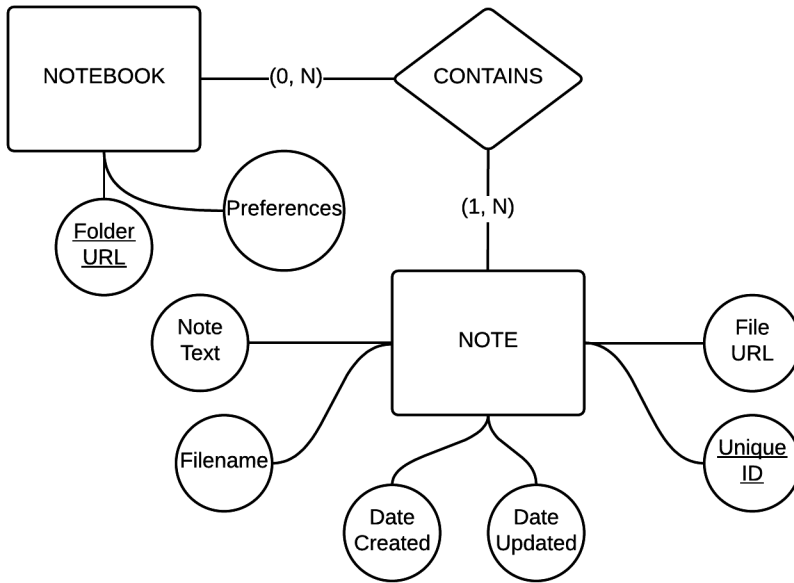 NOTEBOOK
(0, N)
CONTAINS
Preferences
Folder
URL
(1, N)
Note
Text
NOTE
File
URL
Filename
Unique
ID
Date
Created
Date
Updated